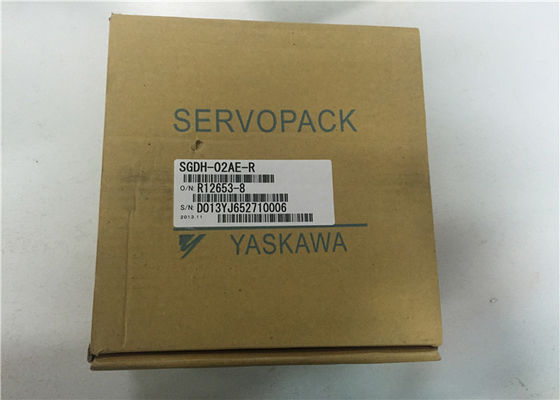 SERVOPACK
SGDH-02AE-R
O/N: R12653-8
S/N: D013YJ652710006
2013.11
YASKAWA